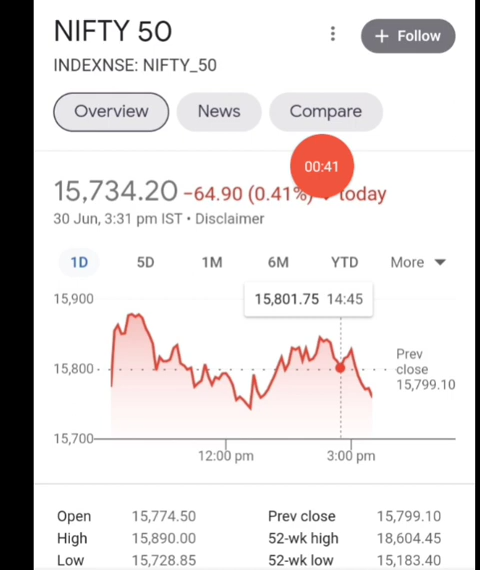 NIFTY 50
+ Follow
INDEXNSE: NIFTY_50
Overview News Compare
00:41
15,734.20 −64.90 (0.41%) today
30 Jun, 3:31 pm IST • Disclaimer
1D 5D 1M 6M YTD More
15,900
15,801.75 14:45
15,800
Prev
close
15,799.10
15,700
12:00 pm 3:00 pm
Open 15,774.50 Prev close 15,799.10
High 15,890.00 52-wk high 18,604.45
Low 15,728.85 52-wk low 15,183.40